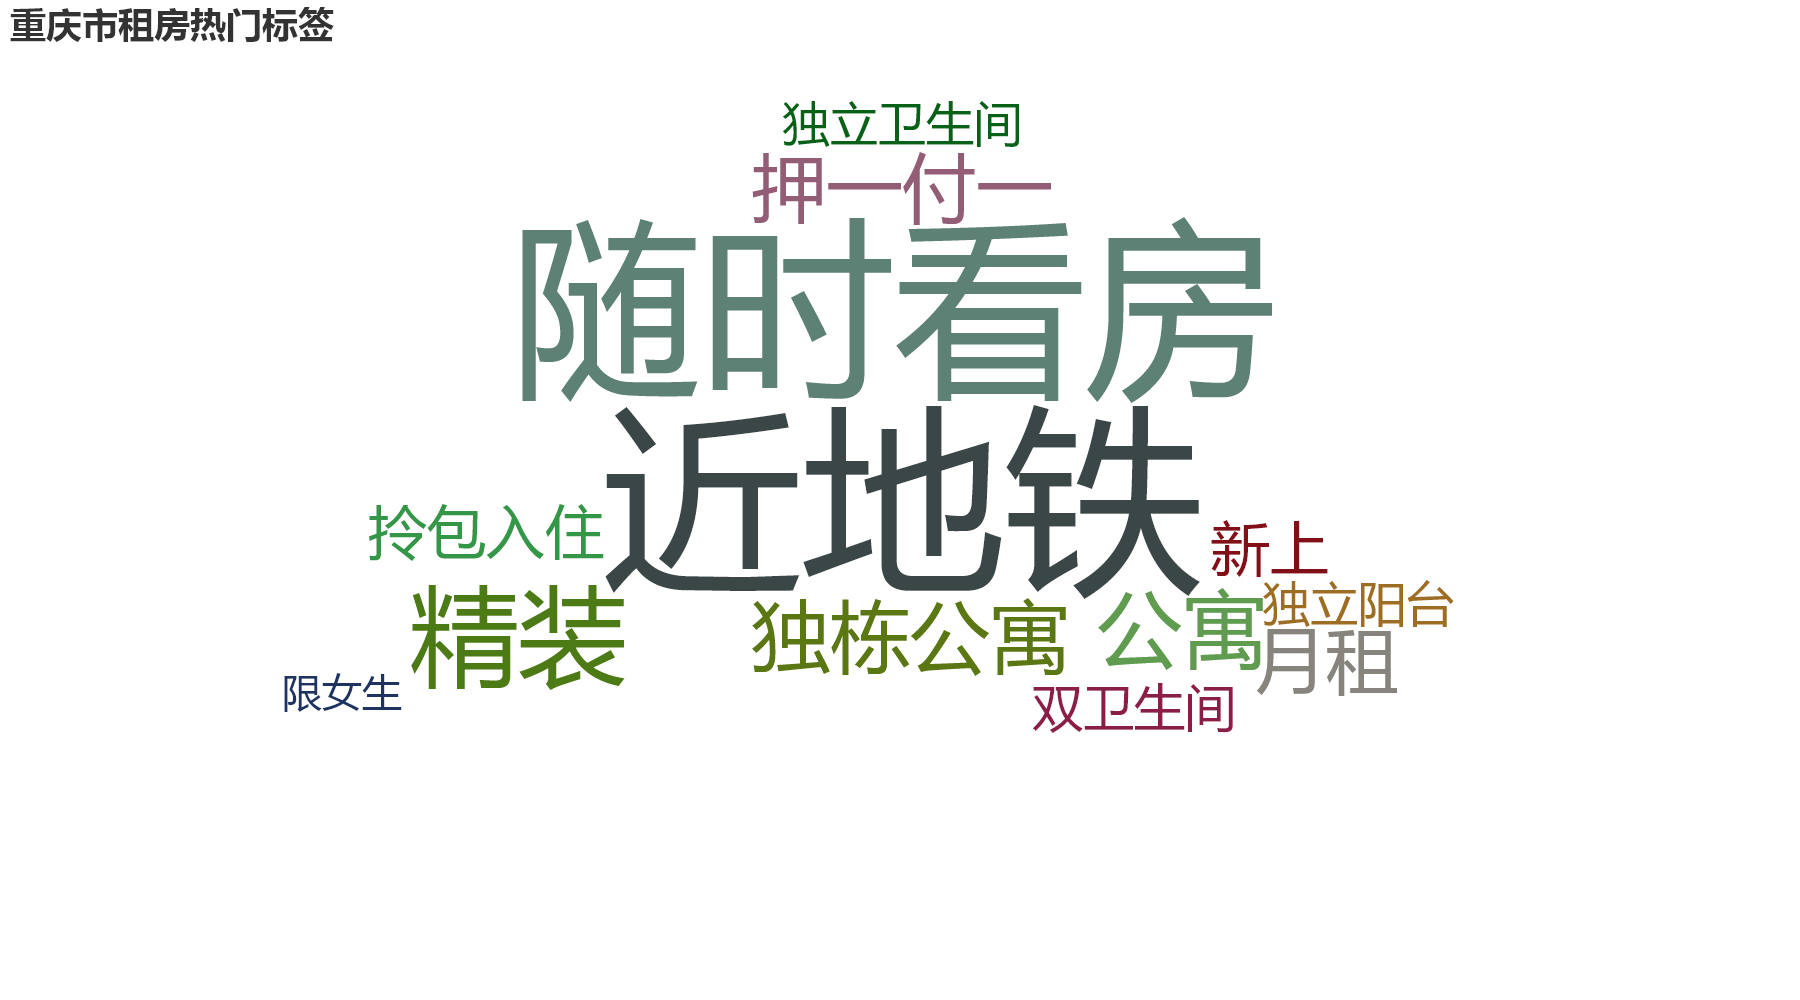 重庆市租房热门标签
独立卫生间
押一付一
随时看房
近地铁
拎包入住
新上
精装
独栋公寓
公寓
独立阳台
月租
限女生
双卫生间